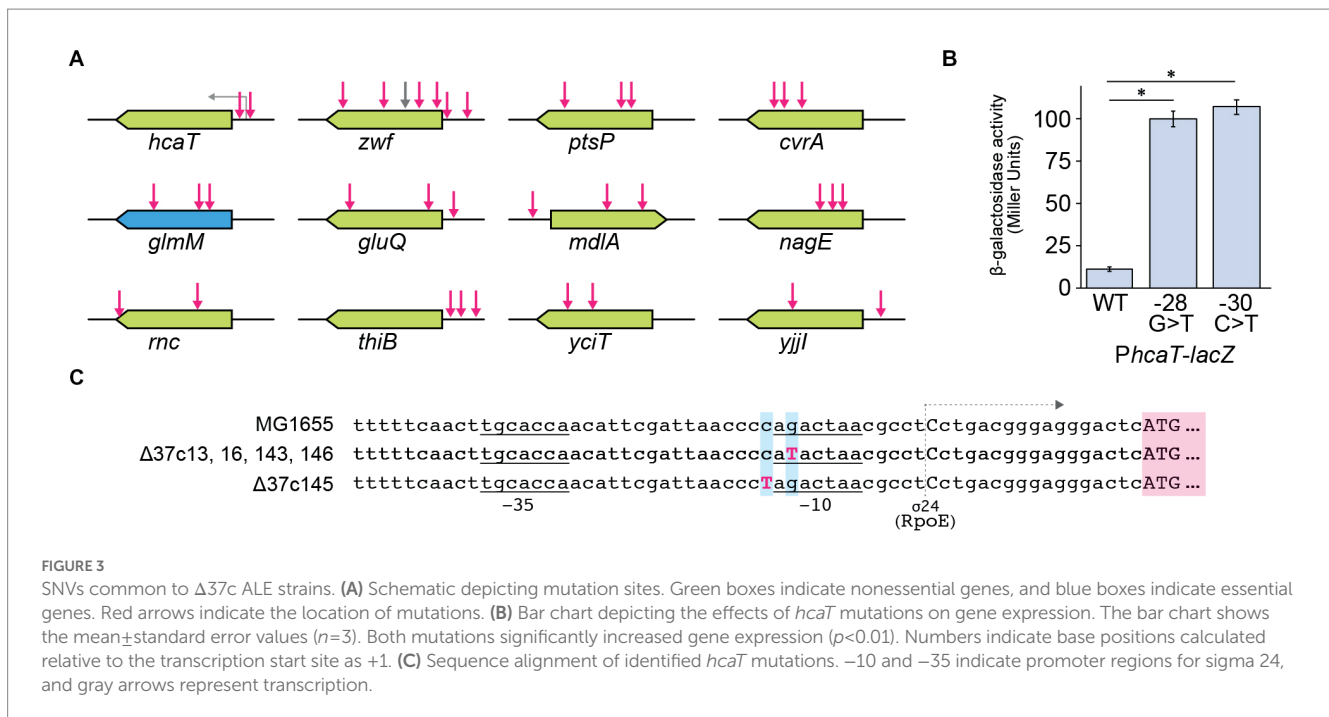 A
hcaT
zwf
ptsP
cvrA
glmM
gluQ
mdlA
nagE
rnc
thiB
yciT
yjjI
B
β-galactosidase activity
(Miller Units)
100
75
50
25
0
*
*
WT
-28
G>T
-30
C>T
PhcaT-lacZ
C
MG1655 tttttcaacttgcaccaacattcgattaacccagactaacgcctCctgacgggagggactcATG...
Δ37c13, 16, 143, 146 tttttcaacttgcaccaacattcgattaacccaTactaacgcctCctgacgggagggactcATG...
Δ37c145 tttttcaacttgcaccaacattcgattaaccTagactaacgcctCctgacgggagggactcATG...
−35 −10 σ24
(RpoE)
FIGURE 3
SNVs common to Δ37c ALE strains. (A) Schematic depicting mutation sites. Green boxes indicate nonessential genes, and blue boxes indicate essential
genes. Red arrows indicate the location of mutations. (B) Bar chart depicting the effects of hcaT mutations on gene expression. The bar chart shows
the mean±standard error values (n=3). Both mutations significantly increased gene expression (p<0.01). Numbers indicate base positions calculated
relative to the transcription start site as +1. (C) Sequence alignment of identified hcaT mutations. −10 and −35 indicate promoter regions for sigma 24,
and gray arrows represent transcription.